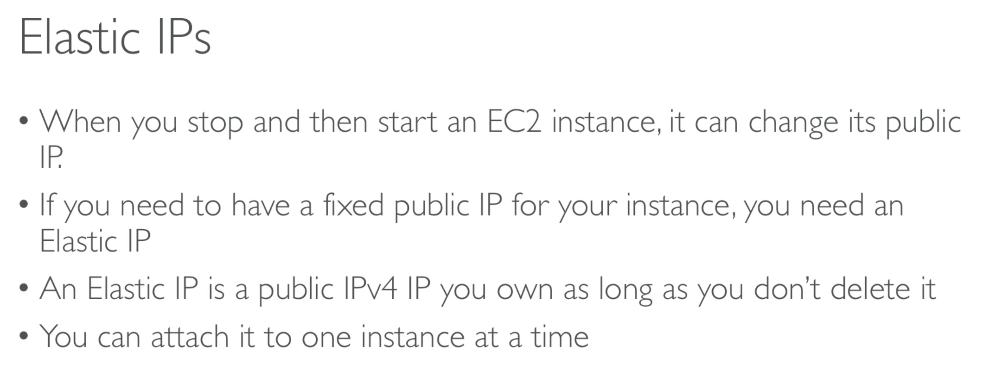 Elastic IPs
• When you stop and then start an EC2 instance, it can change its public
IP.
• If you need to have a fixed public IP for your instance, you need an
Elastic IP
• An Elastic IP is a public IPv4 IP you own as long as you don’t delete it
• You can attach it to one instance at a time